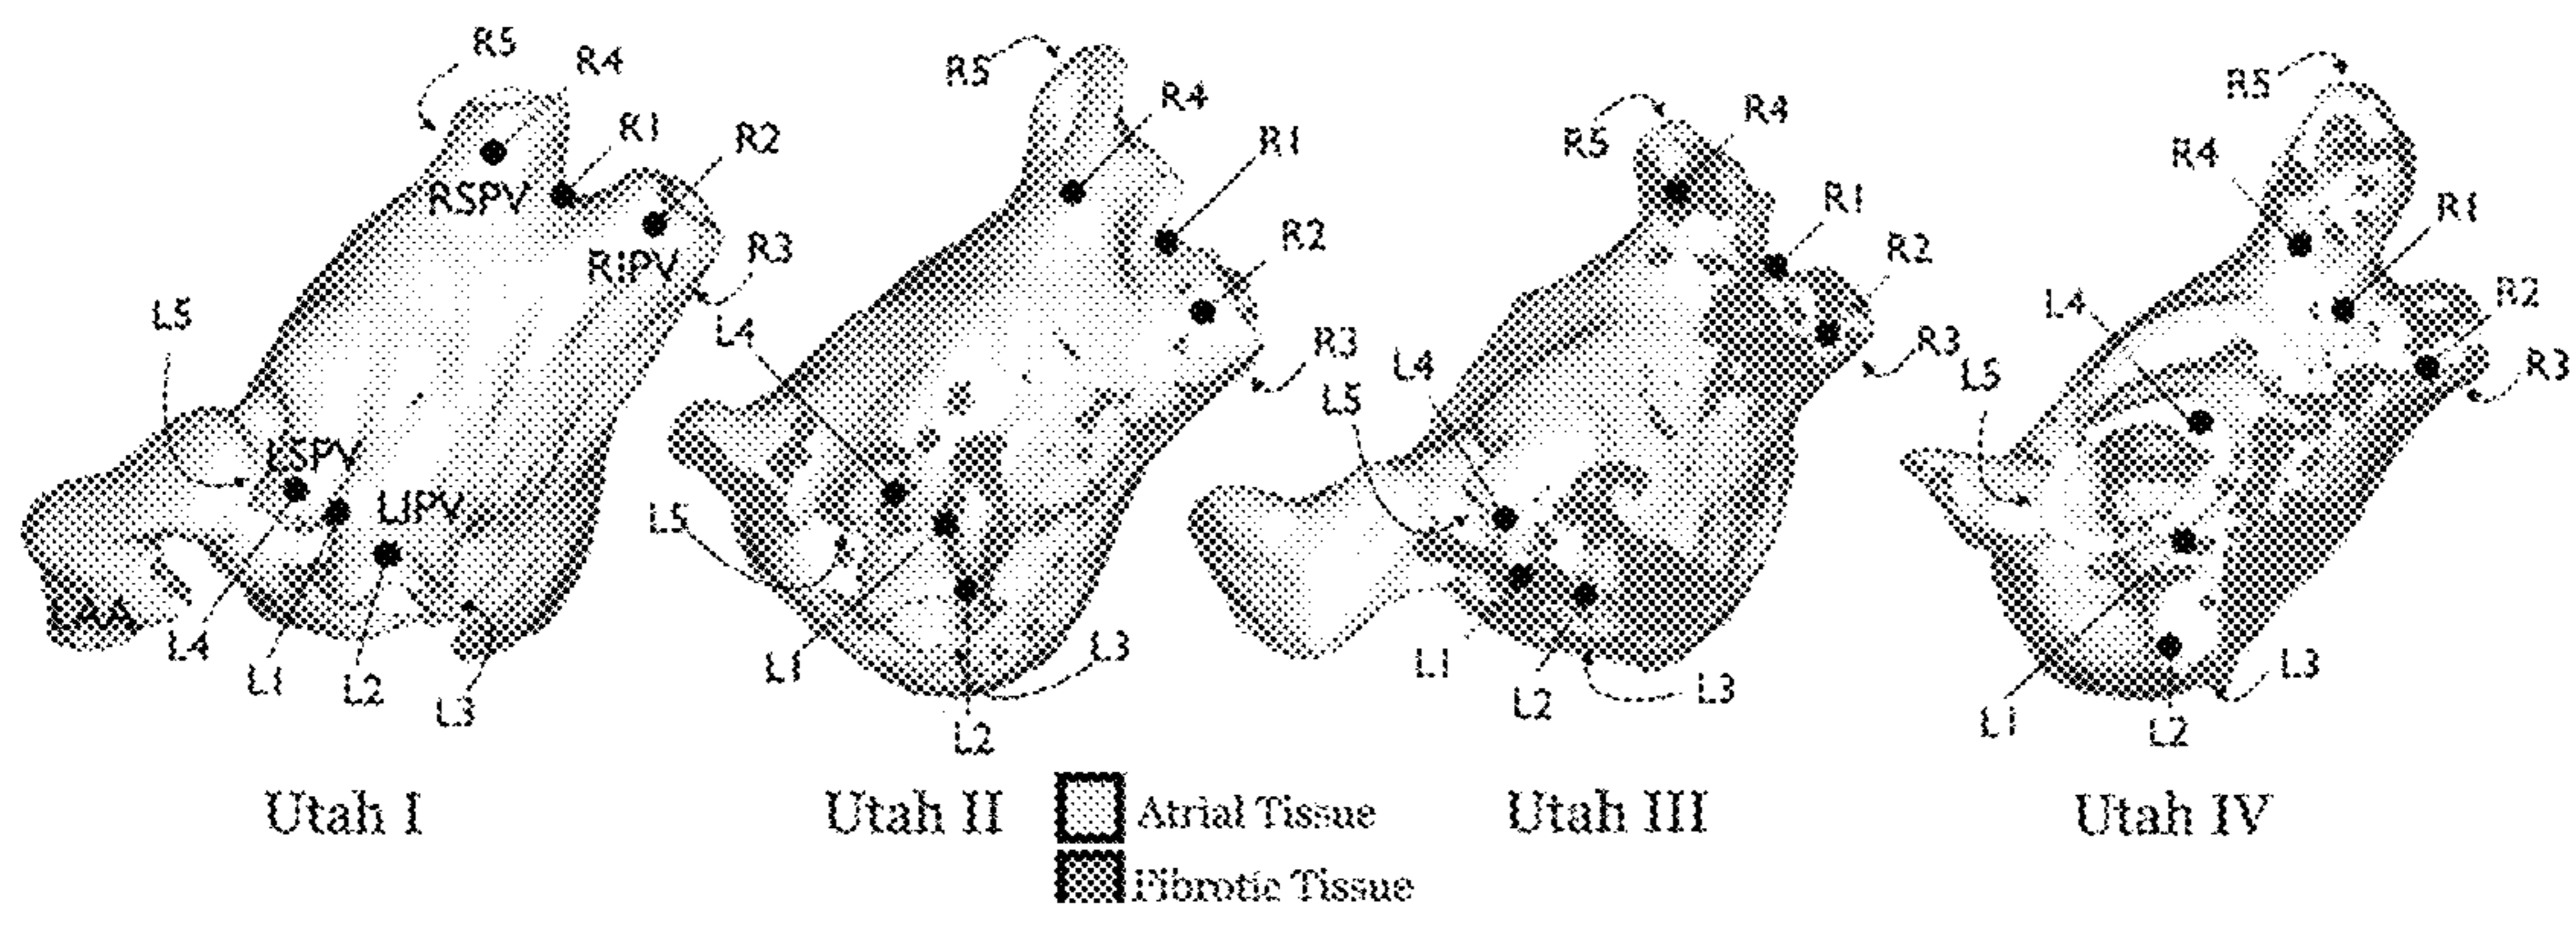 R5
R4
R1
R2
RSPV
RIPV
R3
L5
LSPV
LIPV
LAA
L4
L1
L2
L3
R5
R4
R1
R2
R3
L4
L5
L1
L3
L2
R5
R4
R1
R2
R3
L4
L5
L1
L2
L3
R5
R4
R1
L4
R2
R3
L5
L3
L1
L2
Utah I
Utah II
Utah III
Utah IV
Atrial Tissue
Fibrotic Tissue